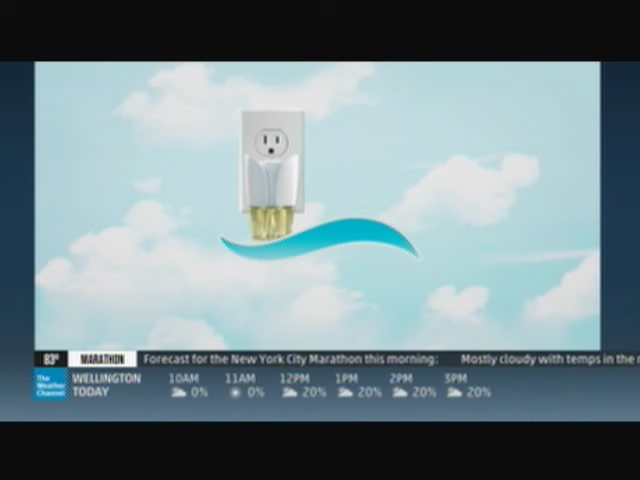 83° MARATHON Forecast for the New York City Marathon this morning: Mostly cloudy with temps in the
The Weather Channel
WELLINGTON TODAY
10AM 11AM 12PM 1PM 2PM 3PM
0% 0% 20% 20% 20% 20%